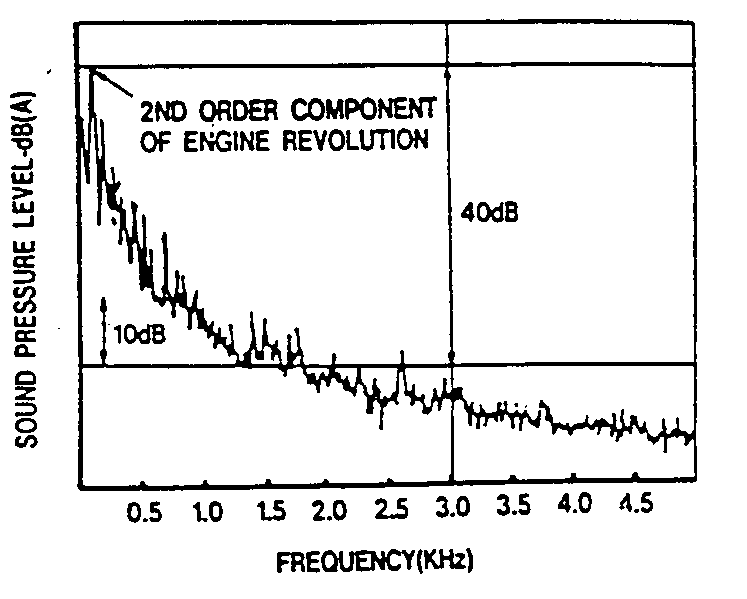 SOUND PRESSURE LEVEL-dB(A)
2ND ORDER COMPONENT
OF ENGINE REVOLUTION
40dB
10dB
0.5 1.0 1.5 2.0 2.5 3.0 3.5 4.0 4.5
FREQUENCY(KHz)